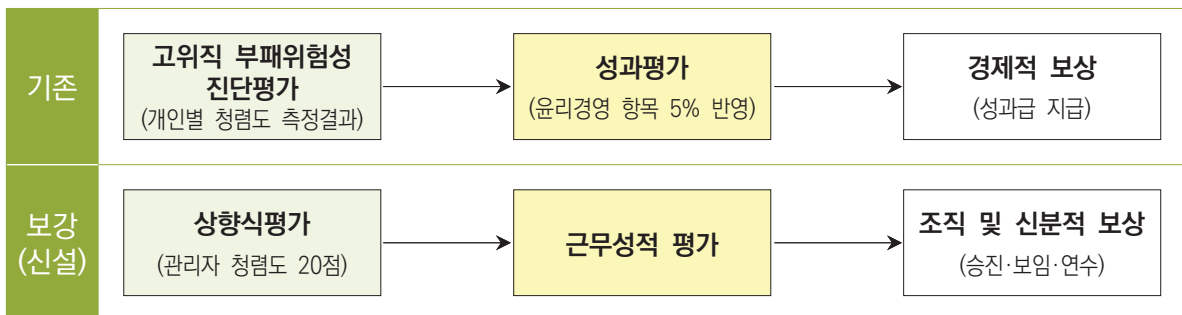 기존
고위직 부패위험성
진단평가
(개인별 청렴도 측정결과)
성과평가
(윤리경영 항목 5% 반영)
경제적 보상
(성과급 지급)
보강
(신설)
상향식평가
(관리자 청렴도 20점)
근무성적 평가
조직 및 신분적 보상
(승진·보임·연수)